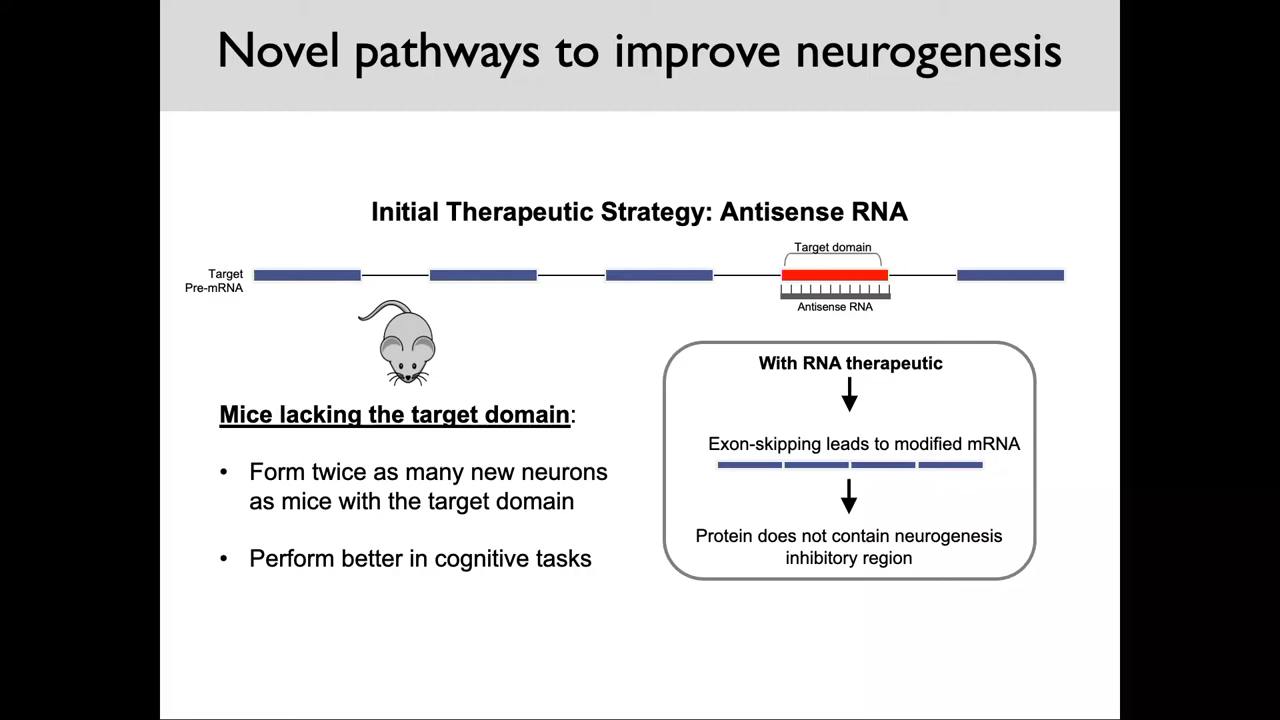 Novel pathways to improve neurogenesis
Initial Therapeutic Strategy: Antisense RNA
Target domain
Target
Pre-mRNA
Antisense RNA
Mice lacking the target domain:
• Form twice as many new neurons
as mice with the target domain
• Perform better in cognitive tasks
With RNA therapeutic
Exon-skipping leads to modified mRNA
Protein does not contain neurogenesis
inhibitory region